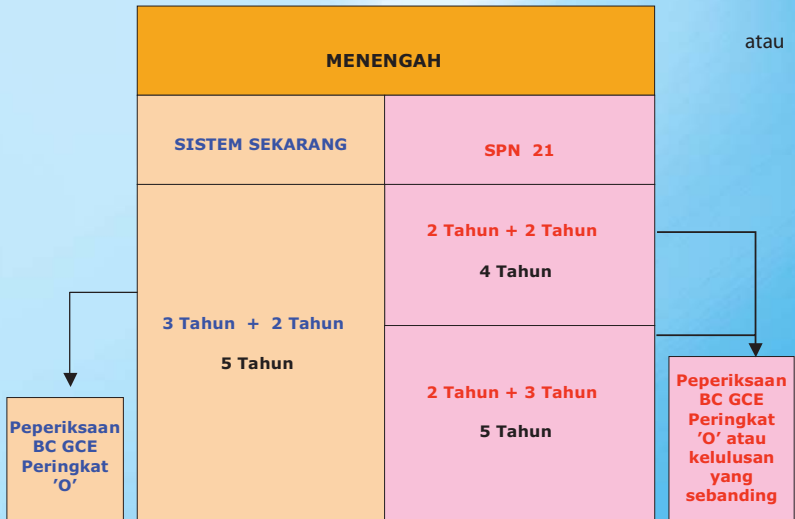 atau
MENENGAH
SISTEM SEKARANG
SPN 21
3 Tahun + 2 Tahun
5 Tahun
2 Tahun + 2 Tahun
4 Tahun
2 Tahun + 3 Tahun
5 Tahun
Peperiksaan
BC GCE
Peringkat
'O'
Peperiksaan
BC GCE
Peringkat
'O' atau
kelulusan
yang
sebanding